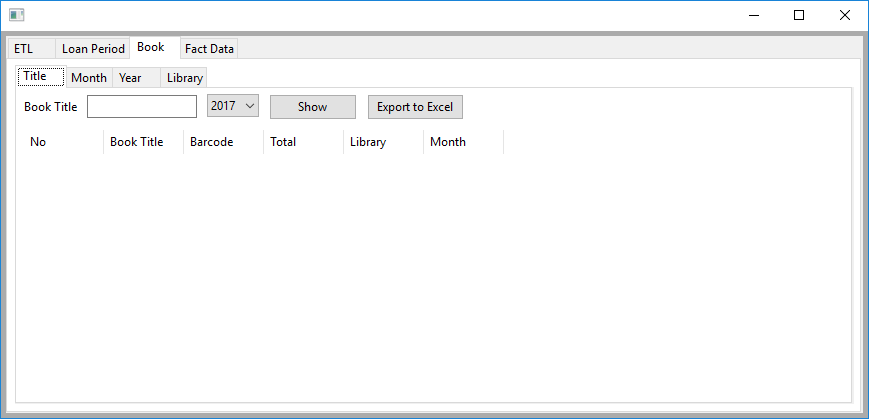 ETL Loan Period Book Fact Data
Title Month Year Library
Book Title 2017 Show Export to Excel
No Book Title Barcode Total Library Month